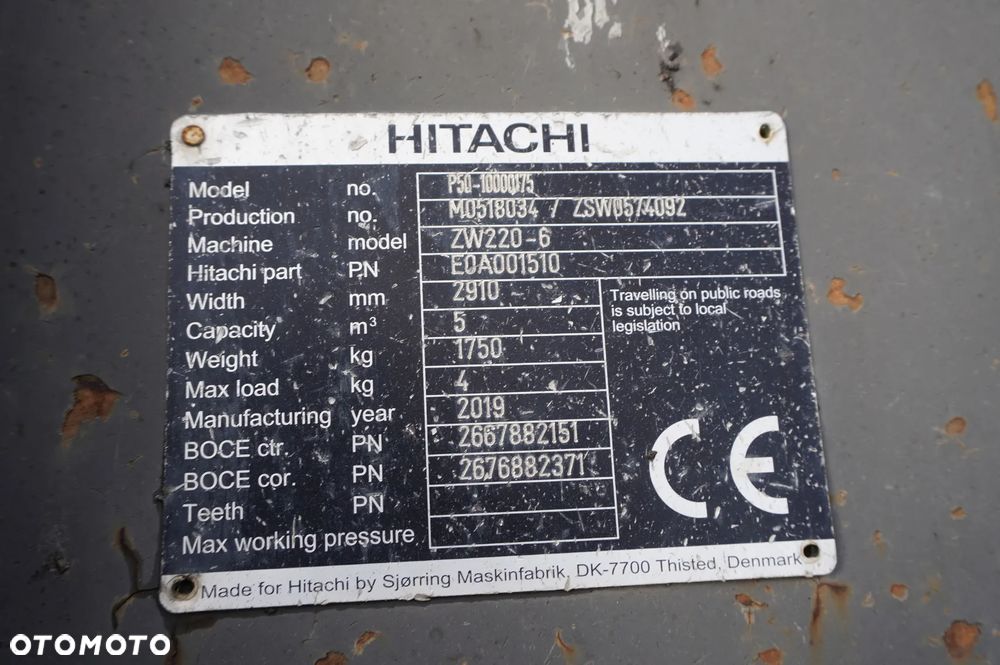 HITACHI
Model no. P50-10000175
Production no. M0518034 / ZSW0574092
Machine model ZW220-6
Hitachi part PN E0A001510
Width mm 2910
Capacity m³ 5
Weight kg 1750
Max load kg 4
Manufacturing year 2019
BOCE ctr. PN 2667882151
BOCE cor. PN 2676882371
Teeth PN
Max working pressure
Travelling on public roads
is subject to local
legislation
CE
Made for Hitachi by Sjørring Maskinfabrik, DK-7700 Thisted, Denmark
OTOMOTO